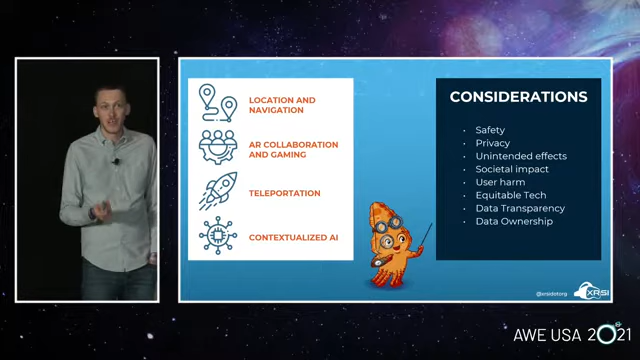 LOCATION AND
NAVIGATION
AR COLLABORATION
AND GAMING
TELEPORTATION
CONTEXTUALIZED AI
CONSIDERATIONS
• Safety
• Privacy
• Unintended effects
• Societal impact
• User harm
• Equitable Tech
• Data Transparency
• Data Ownership
@xrsidotorg
XRSI
AWE USA 2021